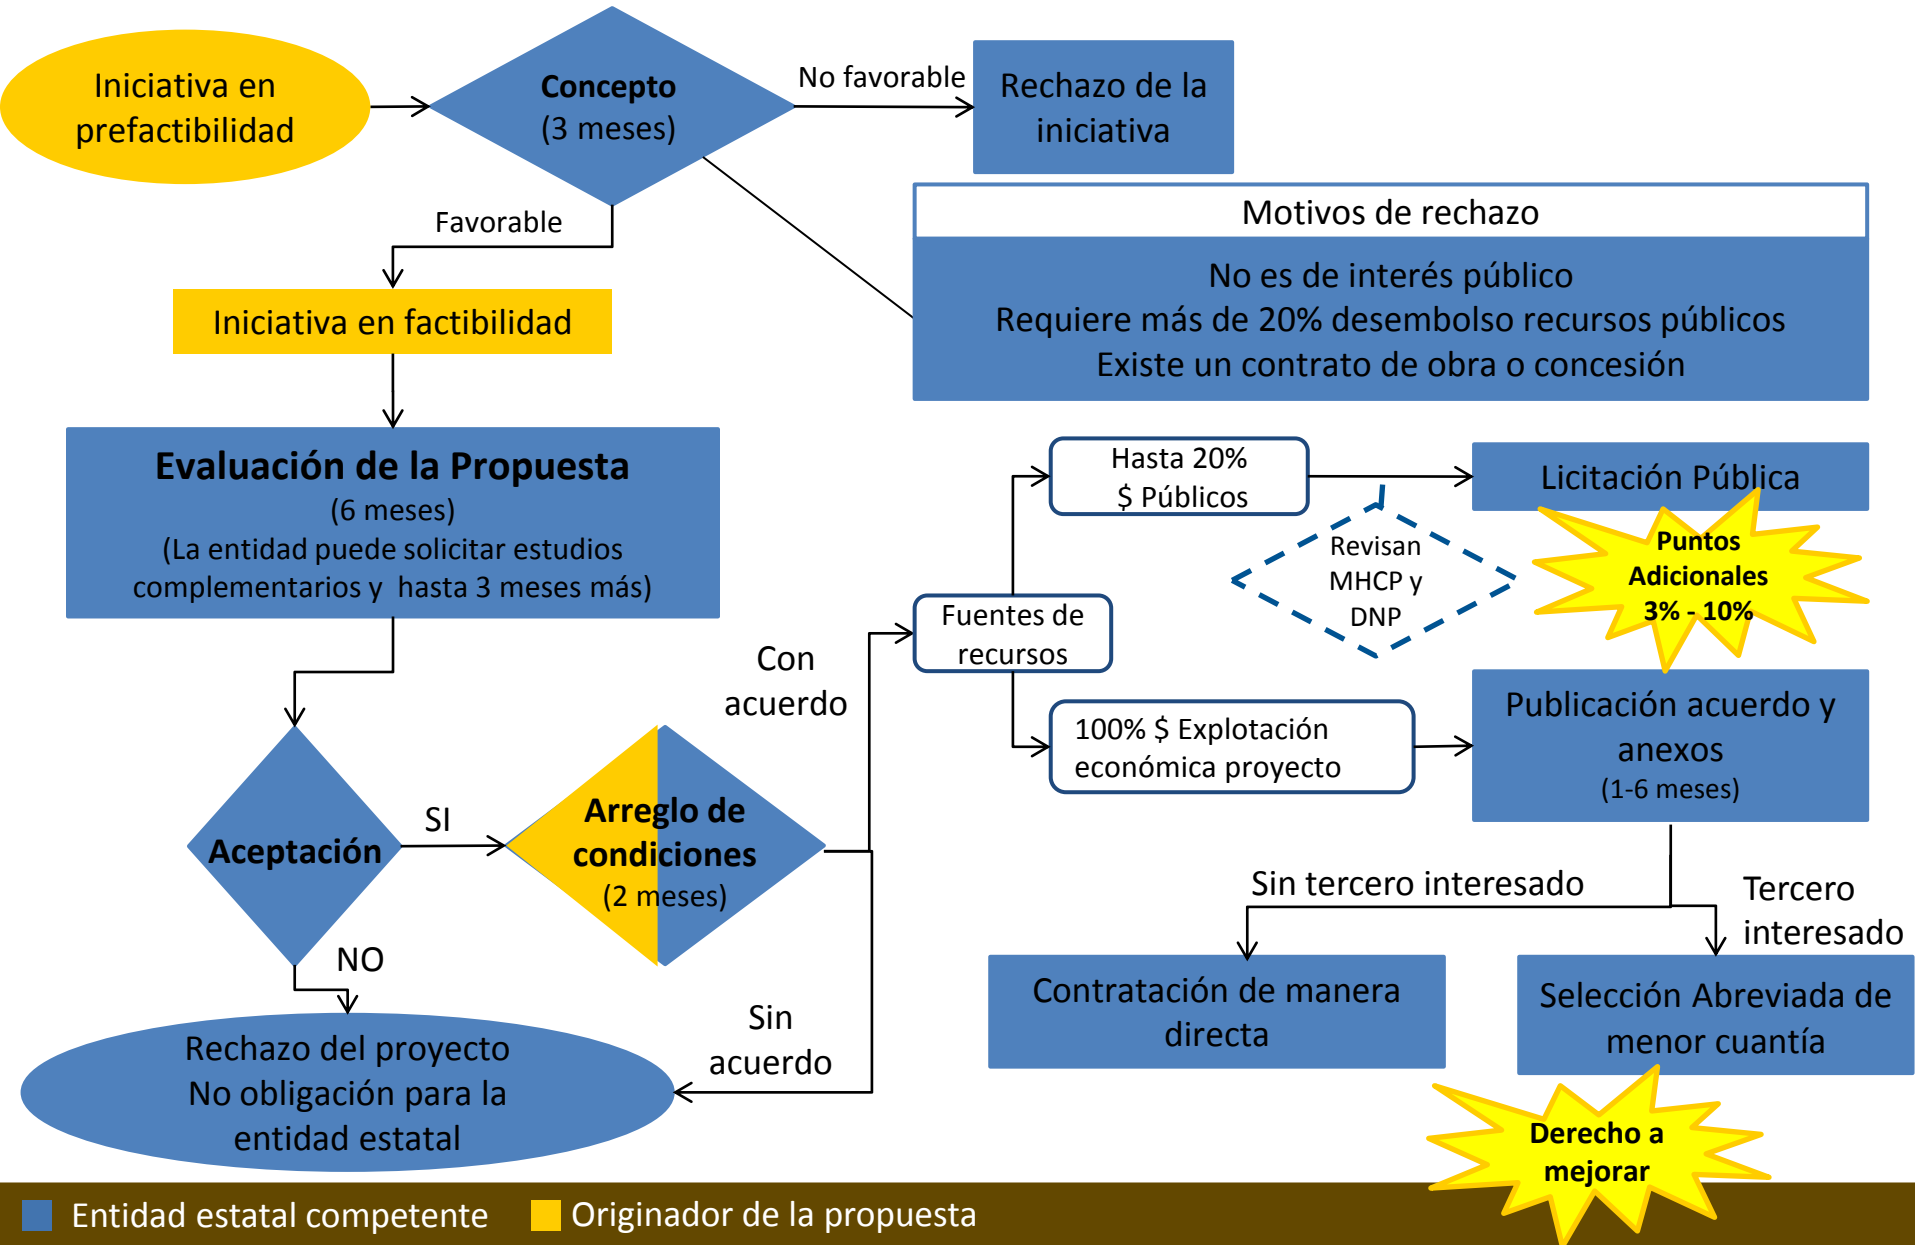 Iniciativa en
prefactibilidad
Concepto
(3 meses)
No favorable
Rechazo de la
iniciativa
Favorable
Motivos de rechazo
No es de interés público
Requiere más de 20% desembolso recursos públicos
Existe un contrato de obra o concesión
Iniciativa en factibilidad
Evaluación de la Propuesta
(6 meses)
(La entidad puede solicitar estudios
complementarios y hasta 3 meses más)
Hasta 20%
$ Públicos
Licitación Pública
Revisan
MHCP y
DNP
Puntos
Adicionales
3% - 10%
Fuentes de
recursos
Con
acuerdo
100% $ Explotación
económica proyecto
Publicación acuerdo y
anexos
(1-6 meses)
Aceptación
SI
Arreglo de
condiciones
(2 meses)
Sin tercero interesado
Tercero
interesado
NO
Contratación de manera
directa
Selección Abreviada de
menor cuantía
Sin
acuerdo
Rechazo del proyecto
No obligación para la
entidad estatal
Derecho a
mejorar
Entidad estatal competente
Originador de la propuesta